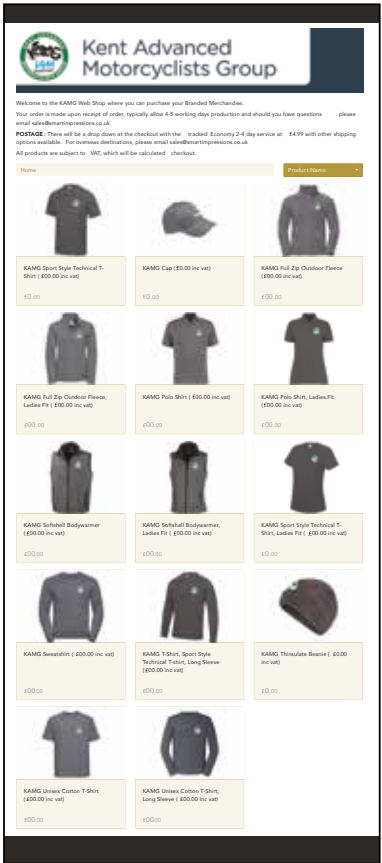 Kent Advanced
Motorcyclists Group
Welcome to the KAMG Web Shop where you can purchase your Branded Merchandise.
Your order is made upon receipt of order, typically allow 4-5 working days production and should you have questions please
email sales@smartimpressions.co.uk
POSTAGE: There will be a drop down at the checkout with the tracked Economy 2-4 day service at £4.99 with other shipping
options available. For overseas destinations, please email sales@smartimpressions.co.uk
All products are subject to VAT, which will be calculated checkout.
Home
Product Name
KAMG Sport Style Technical T-
Shirt ( £00.00 inc vat)
£0.00
KAMG Cap (£0.00 inc vat)
£0.00
KAMG Full Zip Outdoor Fleece
(£00.00 inc vat)
£00.00
KAMG Full Zip Outdoor Fleece,
Ladies Fit ( £00.00 inc vat)
£00.00
KAMG Polo Shirt ( £00.00 inc vat)
£00.00
KAMG Polo Shirt, Ladies Fit
(£00.00 inc vat)
£00.00
KAMG Softshell Bodywarmer
(£00.00 inc vat)
£00.00
KAMG Softshell Bodywarmer,
Ladies Fit ( £00.00 inc vat)
£00.00
KAMG Sport Style Technical T-
Shirt, Ladies Fit ( £00.00 inc vat)
£0.00
KAMG Sweatshirt ( £00.00 inc vat)
£00.00
KAMG T-Shirt, Sport Style
Technical T-shirt, Long Sleeve
(£00.00 inc vat)
£00.00
KAMG Thinsulate Beanie ( £0.00
inc vat)
£0.00
KAMG Unisex Cotton T-Shirt
(£00.00 inc vat)
£00.00
KAMG Unisex Cotton T-Shirt,
Long Sleeve ( £00.00 inc vat)
£0000